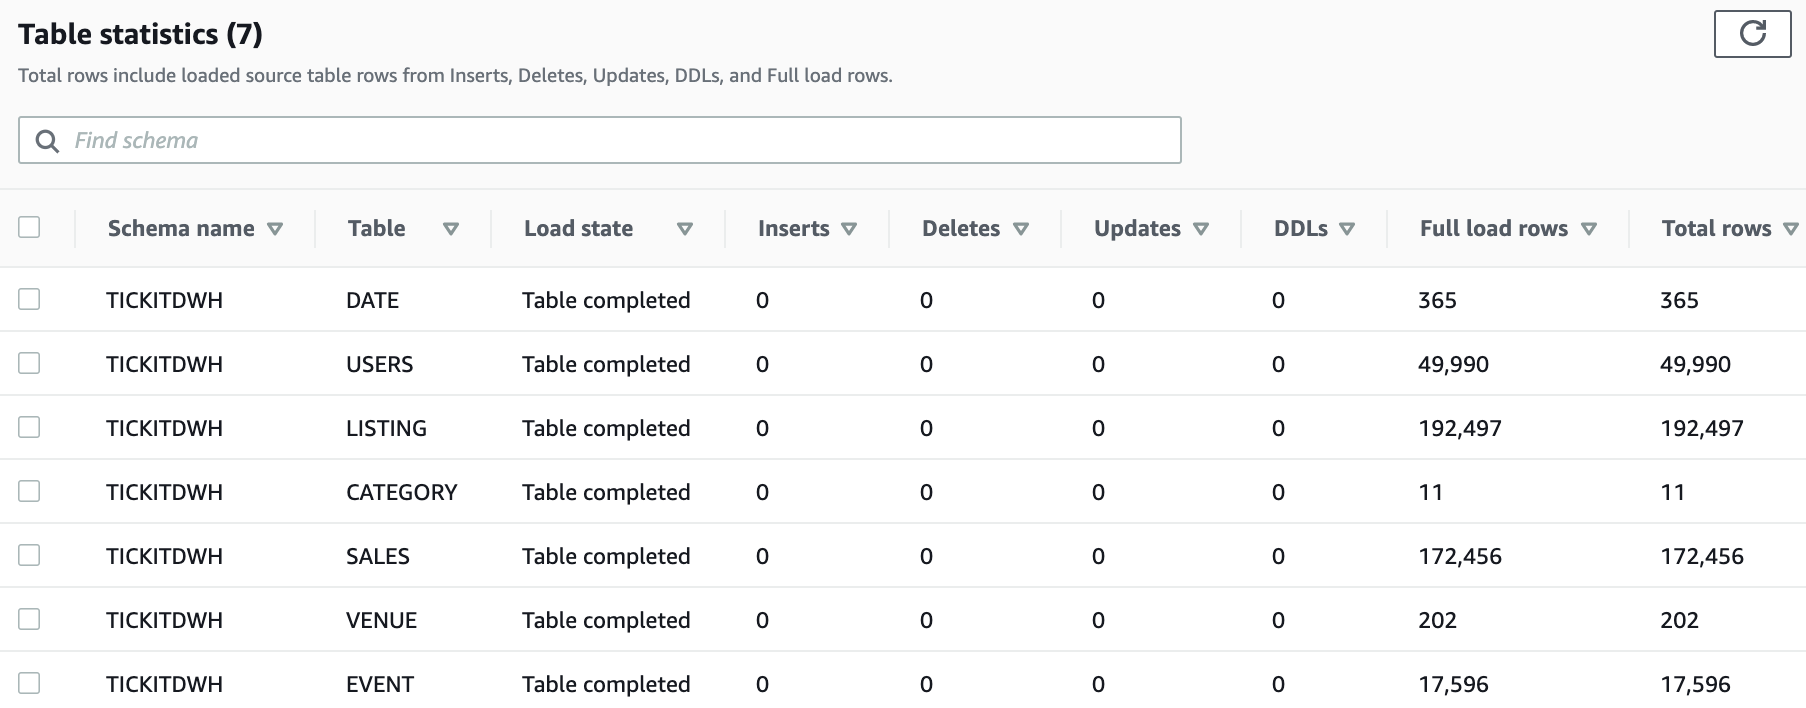 Table statistics (7)
Total rows include loaded source table rows from Inserts, Deletes, Updates, DDLs, and Full load rows.
Find schema
Schema name Table Load state Inserts Deletes Updates DDLs Full load rows Total rows
TICKITDWH DATE Table completed 0 0 0 0 365 365
TICKITDWH USERS Table completed 0 0 0 0 49,990 49,990
TICKITDWH LISTING Table completed 0 0 0 0 192,497 192,497
TICKITDWH CATEGORY Table completed 0 0 0 0 11 11
TICKITDWH SALES Table completed 0 0 0 0 172,456 172,456
TICKITDWH VENUE Table completed 0 0 0 0 202 202
TICKITDWH EVENT Table completed 0 0 0 0 17,596 17,596